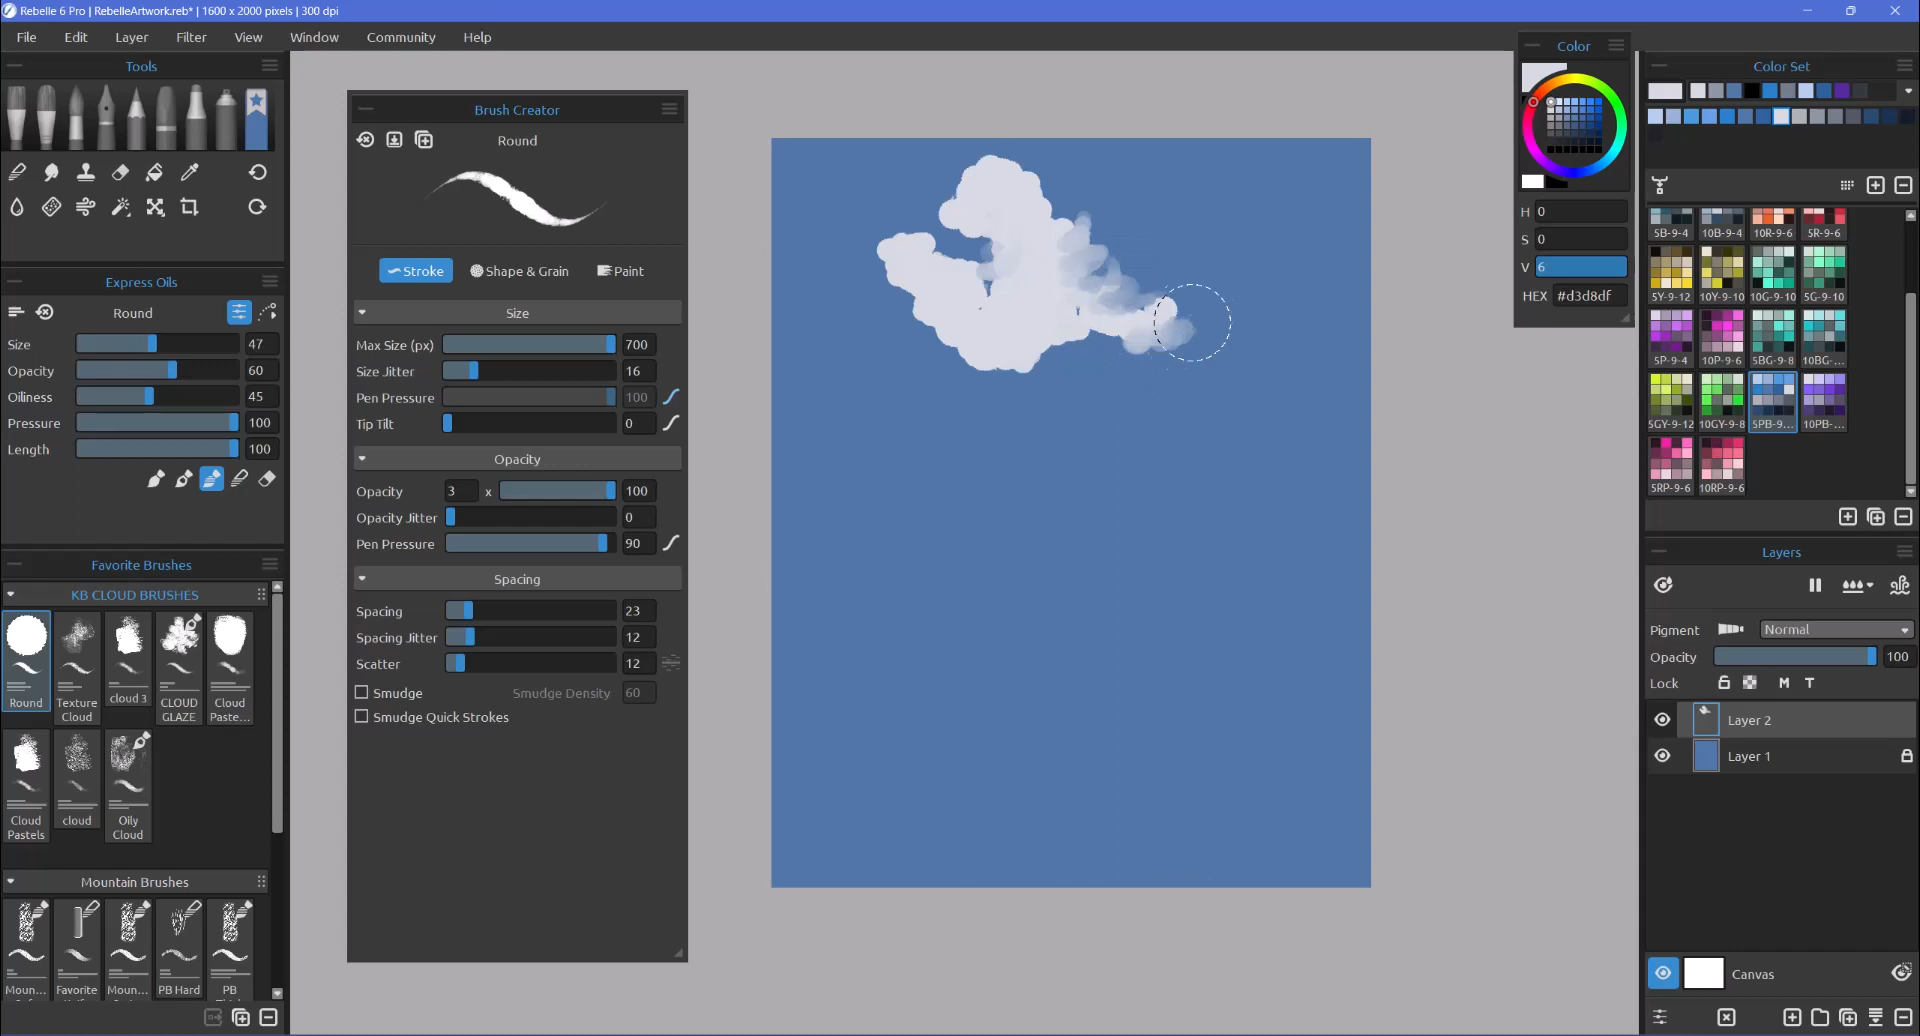 Rebelle 6 Pro | RebelleArtwork.reb* | 1600 x 2000 pixels | 300 dpi
File Edit Layer Filter View Window Community Help
Tools
Express Oils
Round
Size 47
Opacity 60
Oiliness 45
Pressure 100
Length 100
Favorite Brushes
KB CLOUD BRUSHES
Round
Texture Cloud
cloud 3
CLOUD GLAZE
Cloud Paste...
Cloud Pastels
cloud
Oily Cloud
Mountain Brushes
Moun...
Favorite
Moun...
PB Hard
PB
Brush Creator
Round
Stroke Shape & Grain Paint
Size
Max Size (px) 700
Size Jitter 16
Pen Pressure 100
Tip Tilt 0
Opacity
Opacity 3 x 100
Opacity Jitter 0
Pen Pressure 90
Spacing
Spacing 23
Spacing Jitter 12
Scatter 12
Smudge Smudge Density 60
Smudge Quick Strokes
Color
H 0
S 0
V 6
HEX #d3d8df
Color Set
5B-9-4 10B-9-4 10R-9-6 5R-9-6
5Y-9-12 10Y-9-10 10G-9-10 5G-9-10
5P-9-4 10P-9-6 5BG-9-8 10BG-...
5GY-9-12 10GY-9-8 5PB-9... 10PB-...
5RP-9-6 10RP-9-6
Layers
Pigment Normal
Opacity 100
Lock M T
Layer 2
Layer 1
Canvas